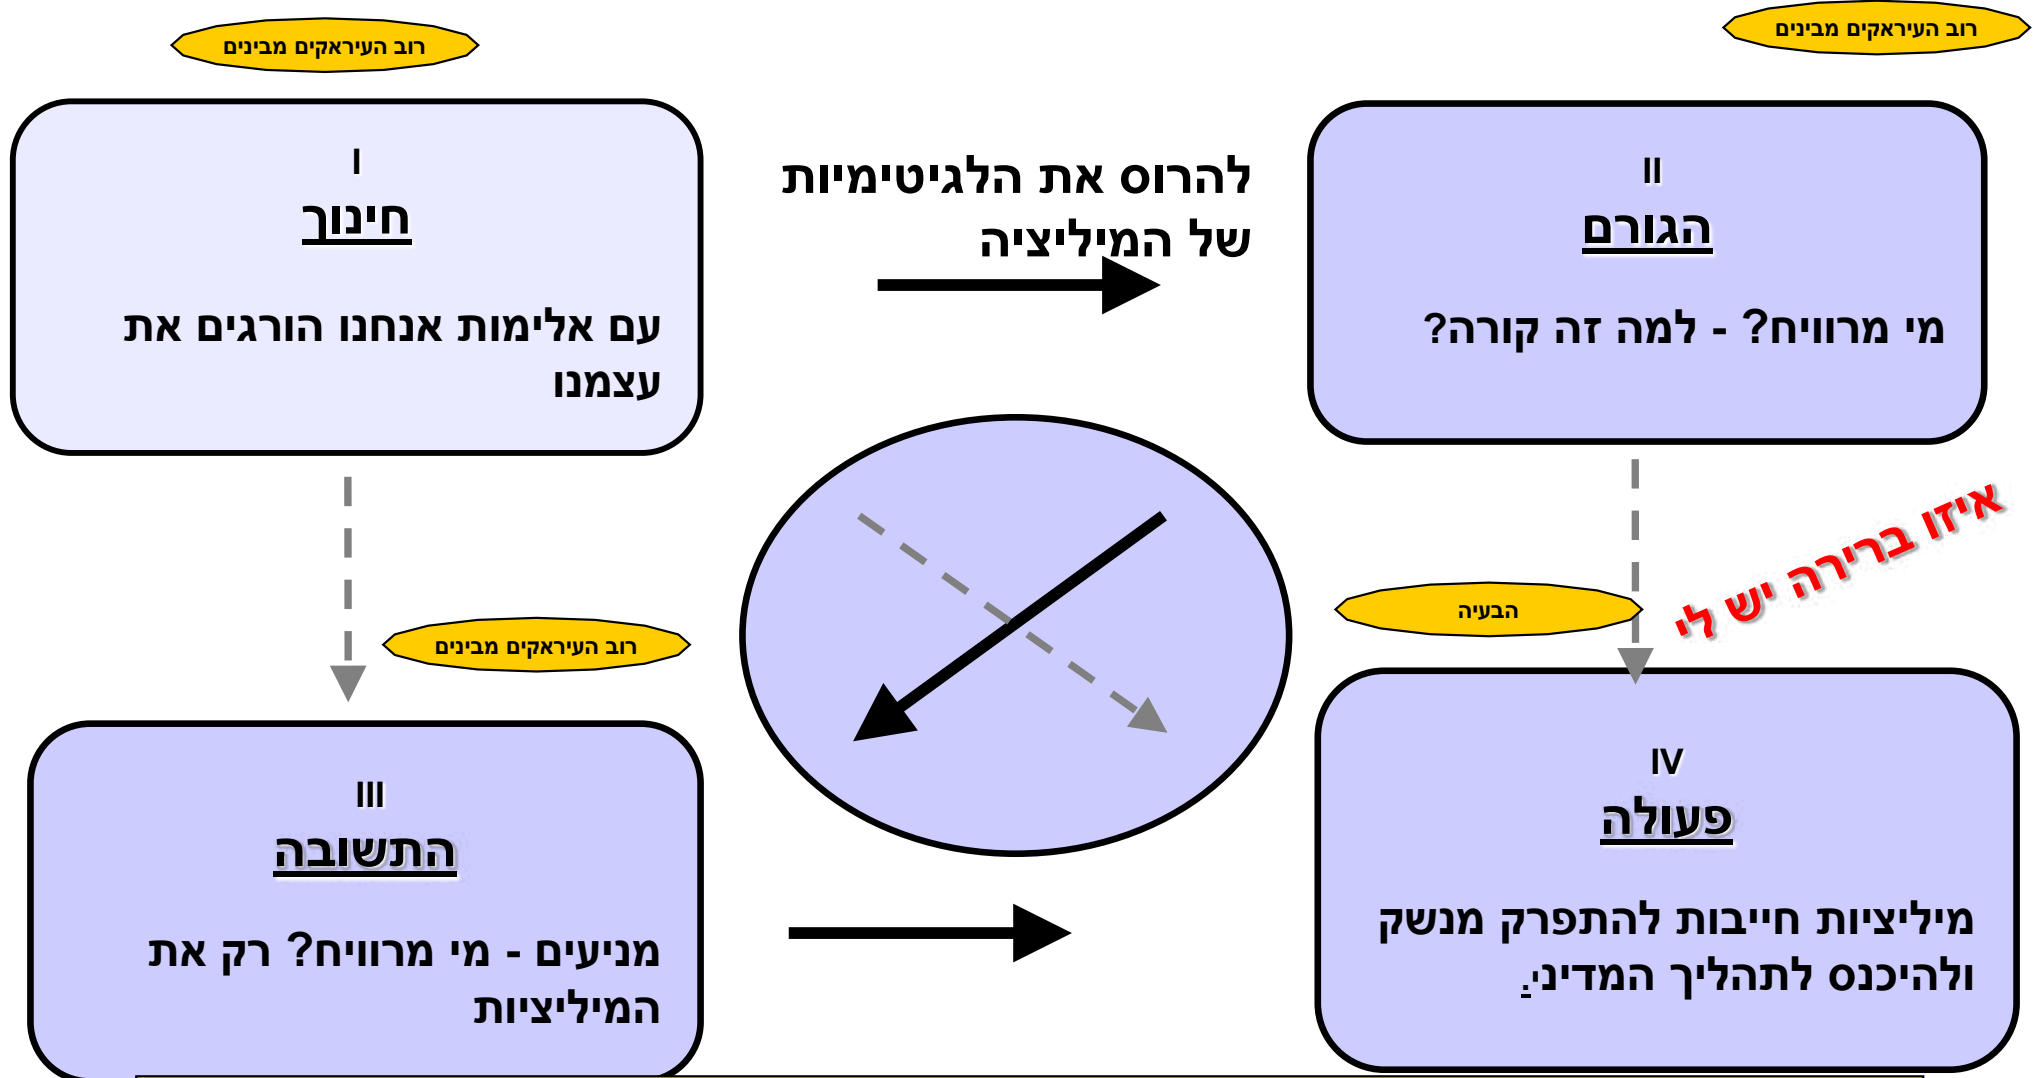 רוב העיראקים מבינים
רוב העיראקים מבינים
I
חינוך
עם אלימות אנחנו הורגים את
עצמנו
להרוס את הלגיטימיות
של המיליציה
II
הגורם
מי מרוויח? - למה זה קורה?
איזו ברירה יש לי
רוב העיראקים מבינים
הבעיה
III
התשובה
מניעים - מי מרוויח? רק את
המיליציות
IV
פעולה
מיליציות חייבות להתפרק מנשק
ולהיכנס לתהליך המדיני.